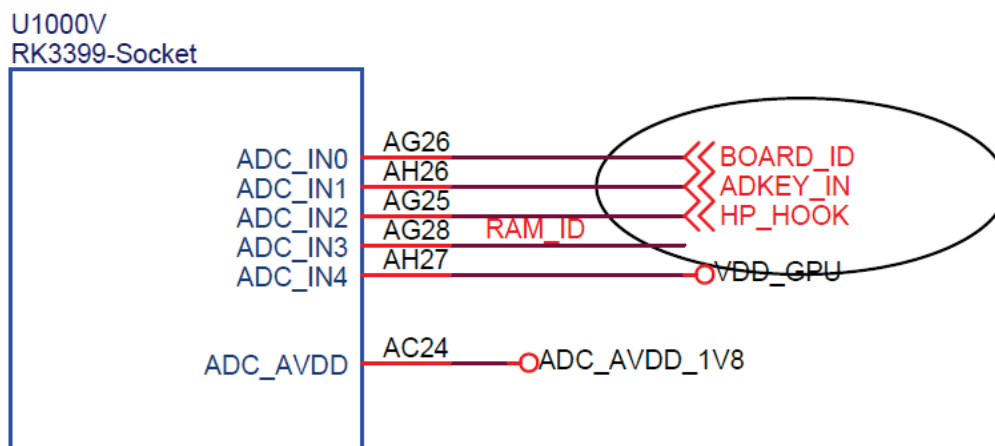 U1000V
RK3399-Socket
ADC_IN0 AG26 BOARD_ID
ADC_IN1 AH26 ADKEY_IN
ADC_IN2 AG25 HP_HOOK
ADC_IN3 AG28 RAM_ID
ADC_IN4 AH27 VDD_GPU
ADC_AVDD AC24 ADC_AVDD_1V8